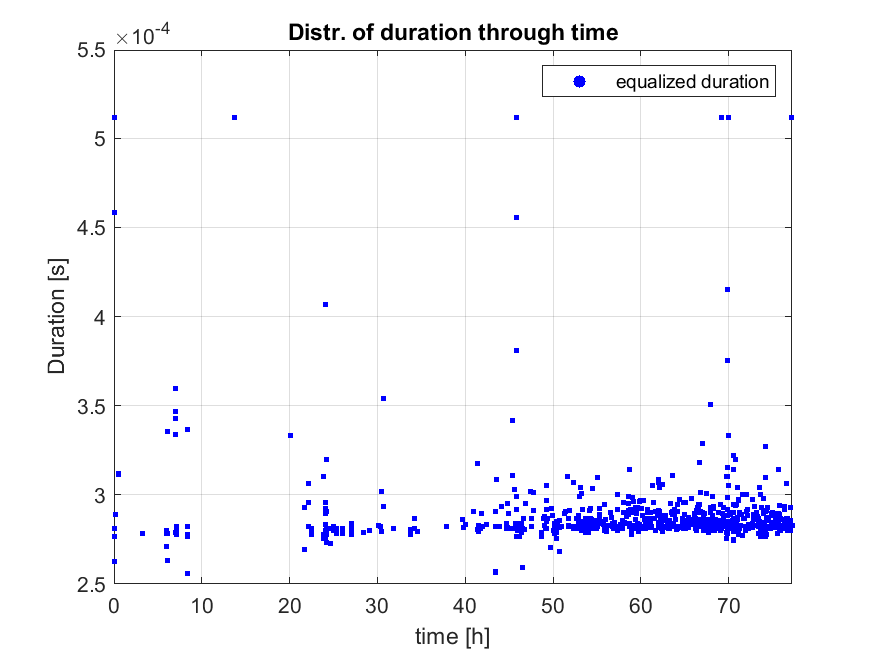 Distr. of duration through time
×10-4
equalized duration
5.5
5
4.5
4
3.5
3
2.5
Duration [s]
0 10 20 30 40 50 60 70
time [h]